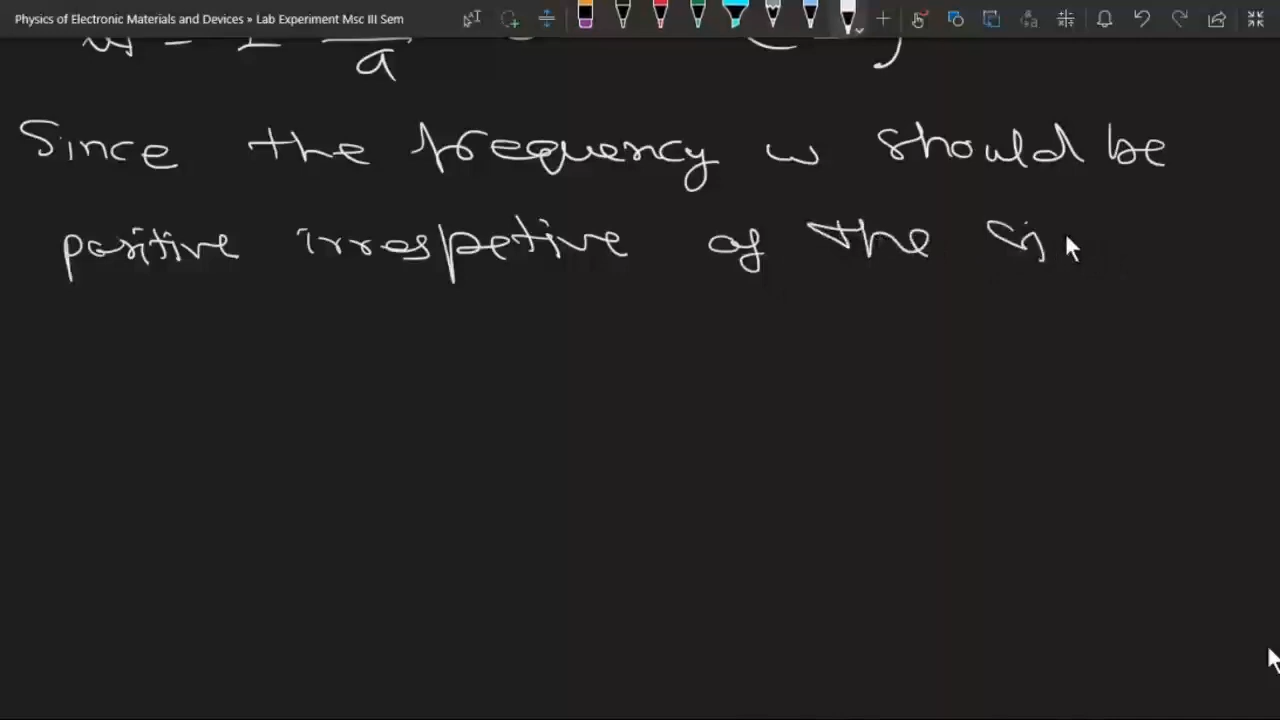 Physics of Electronic Materials and Devices » Lab Experiment Msc III Sem
a
Since the frequency ω should be
positive irrespetive of the